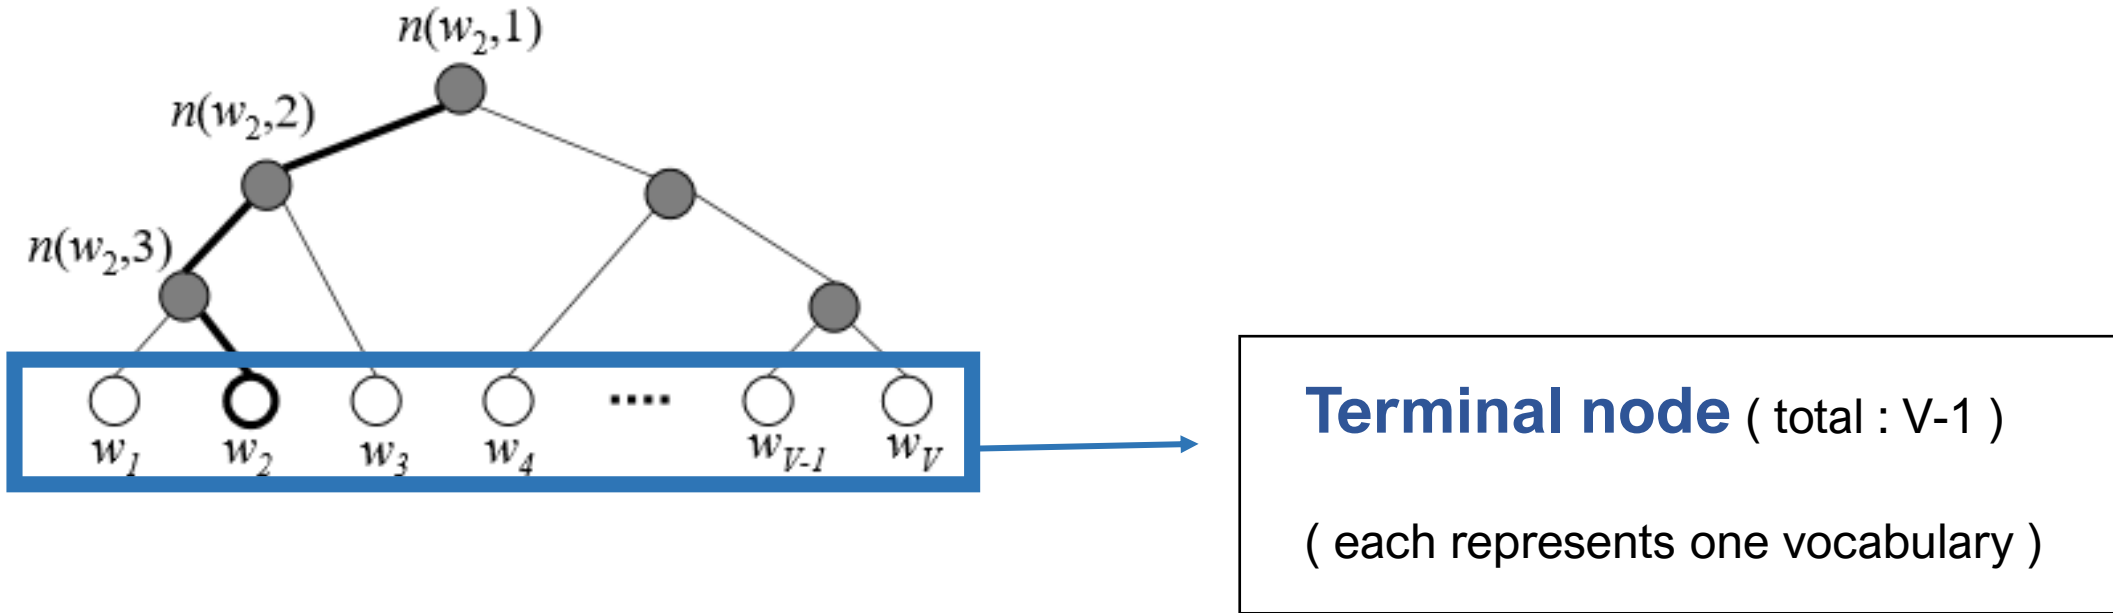 n(w2,1)
n(w2,2)
n(w2,3)
w1 w2 w3 w4 .... wV-1 wV
Terminal node ( total : V-1 )
( each represents one vocabulary )